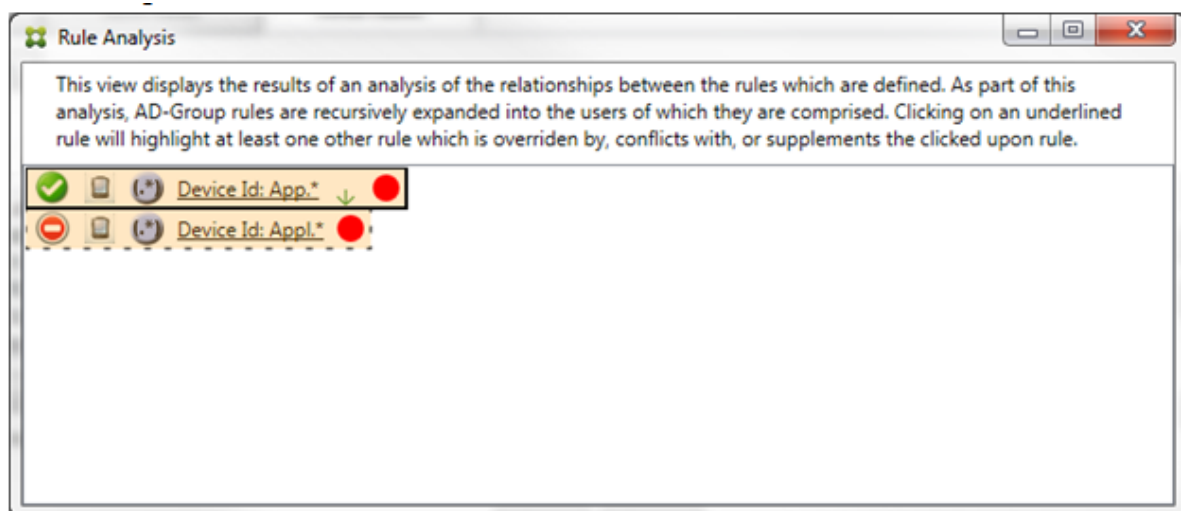 Rule Analysis
This view displays the results of an analysis of the relationships between the rules which are defined. As part of this
analysis, AD-Group rules are recursively expanded into the users of which they are comprised. Clicking on an underlined
rule will highlight at least one other rule which is overriden by, conflicts with, or supplements the clicked upon rule.
(.*) Device Id: App.*
(.*) Device Id: Appl.*